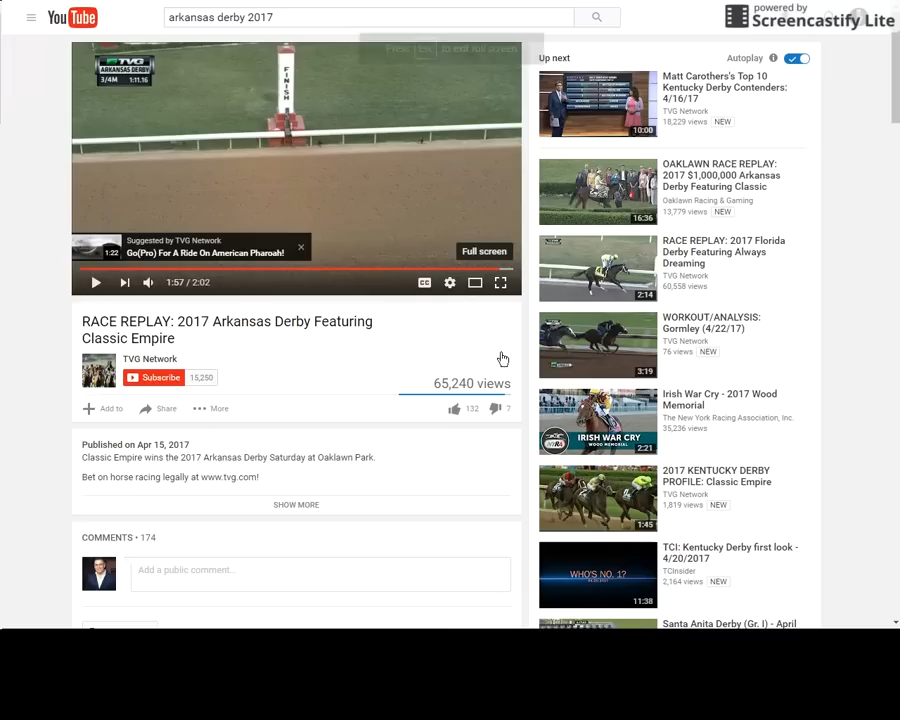 YouTube
arkansas derby 2017
powered by
Screencastify Lite
Press Esc to exit full screen
TVG
ARKANSAS DERBY
3/4M 1:11.16
FINISH
Suggested by TVG Network
Go(Pro) For A Ride On American Pharoah!
1:22
Full screen
CC
1:57 / 2:02
RACE REPLAY: 2017 Arkansas Derby Featuring
Classic Empire
TVG Network
Subscribe 15,250
65,240 views
Add to Share More
132 7
Published on Apr 15, 2017
Classic Empire wins the 2017 Arkansas Derby Saturday at Oaklawn Park.
Bet on horse racing legally at www.tvg.com!
SHOW MORE
COMMENTS • 174
Add a public comment...
Up next
Autoplay
Matt Carothers's Top 10
Kentucky Derby Contenders:
4/16/17
TVG Network
18,229 views NEW
10:00
OAKLAWN RACE REPLAY:
2017 $1,000,000 Arkansas
Derby Featuring Classic
Oaklawn Racing & Gaming
13,779 views NEW
16:36
RACE REPLAY: 2017 Florida
Derby Featuring Always
Dreaming
TVG Network
60,558 views
2:14
WORKOUT/ANALYSIS:
Gormley (4/22/17)
TVG Network
76 views NEW
3:19
Irish War Cry - 2017 Wood
Memorial
The New York Racing Association, Inc.
35,236 views
IRISH WAR CRY
NYRA
2:21
2017 KENTUCKY DERBY
PROFILE: Classic Empire
TVG Network
1,819 views NEW
1:45
TCI: Kentucky Derby first look -
4/20/2017
TCInsider
2,164 views NEW
WHO'S NO. 1?
11:38
Santa Anita Derby (Gr. I) - April